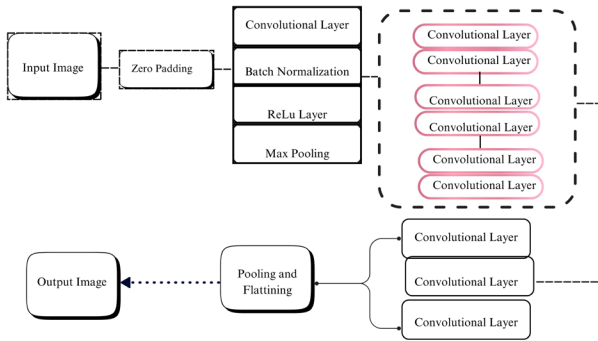 Input Image
Zero Padding
Convolutional Layer
Batch Normalization
ReLu Layer
Max Pooling
Convolutional Layer
Convolutional Layer
Convolutional Layer
Convolutional Layer
Convolutional Layer
Convolutional Layer
Output Image
Pooling and
Flattining
Convolutional Layer
Convolutional Layer
Convolutional Layer